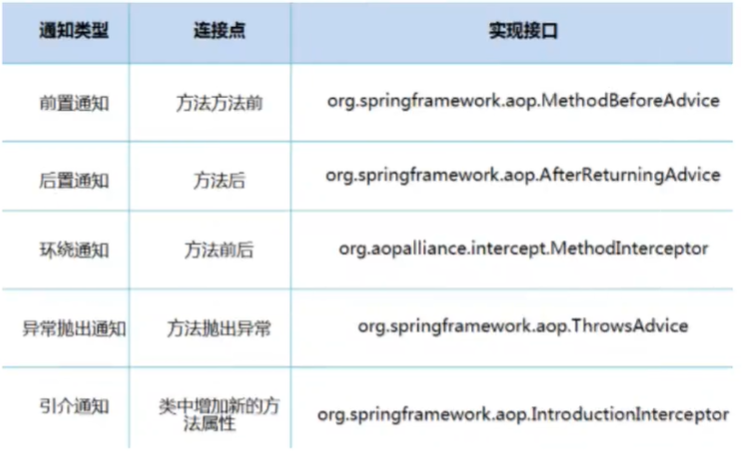 通知类型 连接点 实现接口
前置通知 方法方法前 org.springframework.aop.MethodBeforeAdvice
后置通知 方法后 org.springframework.aop.AfterReturningAdvice
环绕通知 方法前后 org.aopalliance.intercept.MethodInterceptor
异常抛出通知 方法抛出异常 org.springframework.aop.ThrowsAdvice
引介通知 类中增加新的方
法属性 org.springframework.aop.IntroductionInterceptor